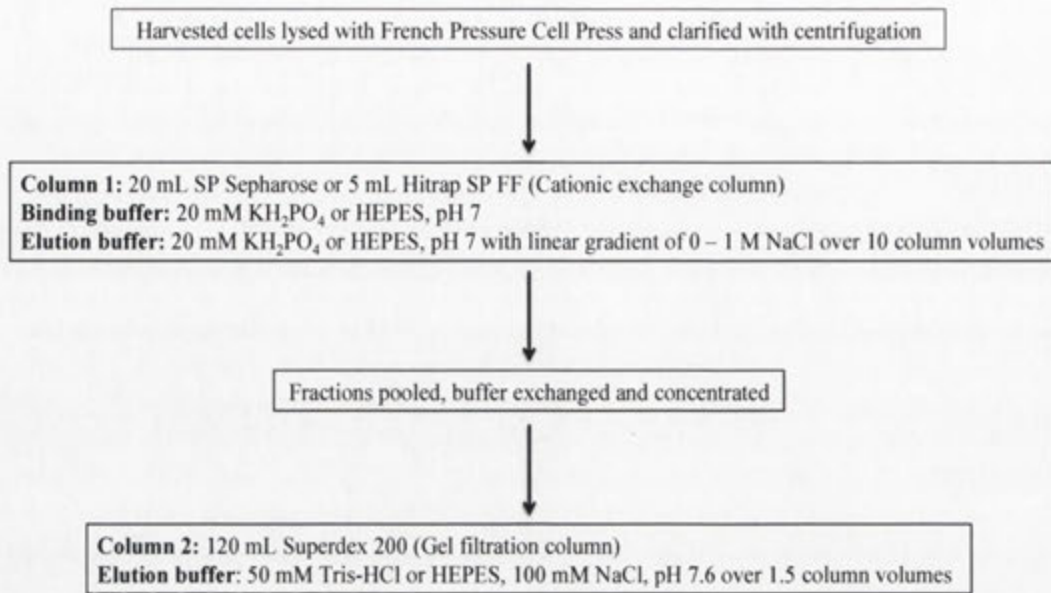 Harvested cells lysed with French Pressure Cell Press and clarified with centrifugation
Column 1: 20 mL SP Sepharose or 5 mL Hitrap SP FF (Cationic exchange column)
Binding buffer: 20 mM KH₂PO₄ or HEPES, pH 7
Elution buffer: 20 mM KH₂PO₄ or HEPES, pH 7 with linear gradient of 0 – 1 M NaCl over 10 column volumes
Fractions pooled, buffer exchanged and concentrated
Column 2: 120 mL Superdex 200 (Gel filtration column)
Elution buffer: 50 mM Tris-HCl or HEPES, 100 mM NaCl, pH 7.6 over 1.5 column volumes